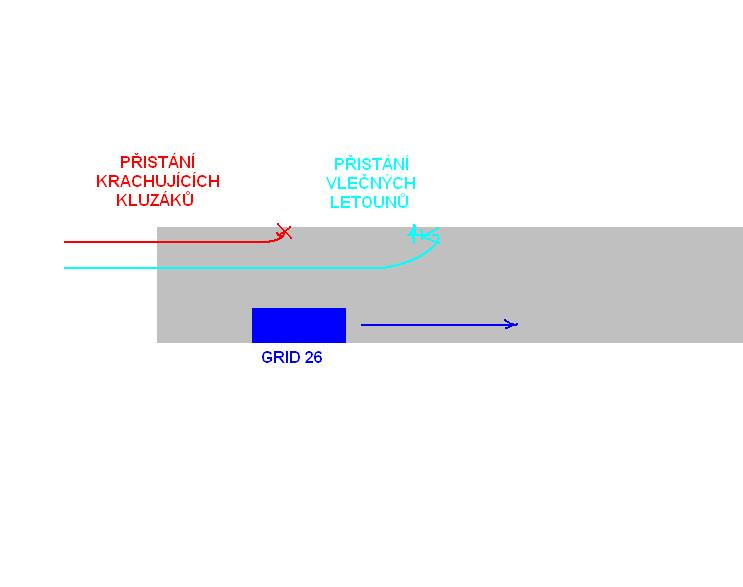 PŘISTÁNÍ
KRACHUJÍCÍCH
KLUZÁKŮ
PŘISTÁNÍ
VLEČNÝCH
LETOUNŮ
GRID 26